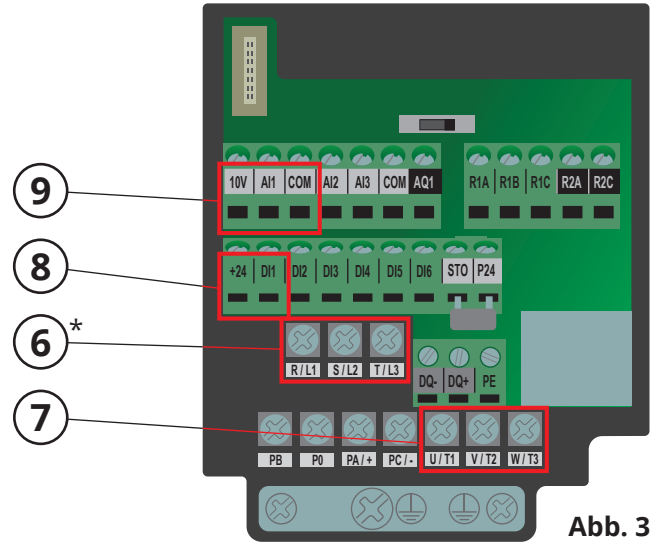 9
10V AI1 COM AI2 AI3 COM AQ1 R1A R1B R1C R2A R2C
8
+24 DI1 DI2 DI3 DI4 DI5 DI6 STO P24
6*
R/L1 S/L2 T/L3
DQ- DQ+ PE
7
PB P0 PA/+ PC/- U/T1 V/T2 W/T3
Abb. 3